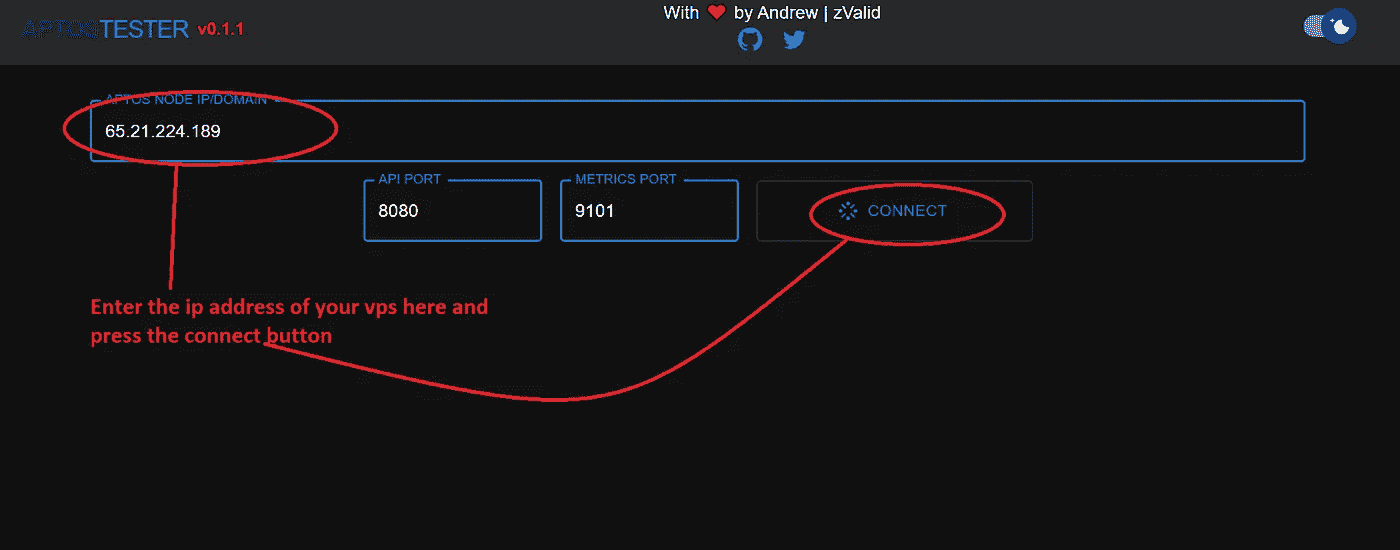 APTOSTESTER v0.1.1
With ❤ by Andrew | zValid
APTOS NODE IP/DOMAIN
65.21.224.189
API PORT
8080
METRICS PORT
9101
CONNECT
Enter the ip address of your vps here and
press the connect button